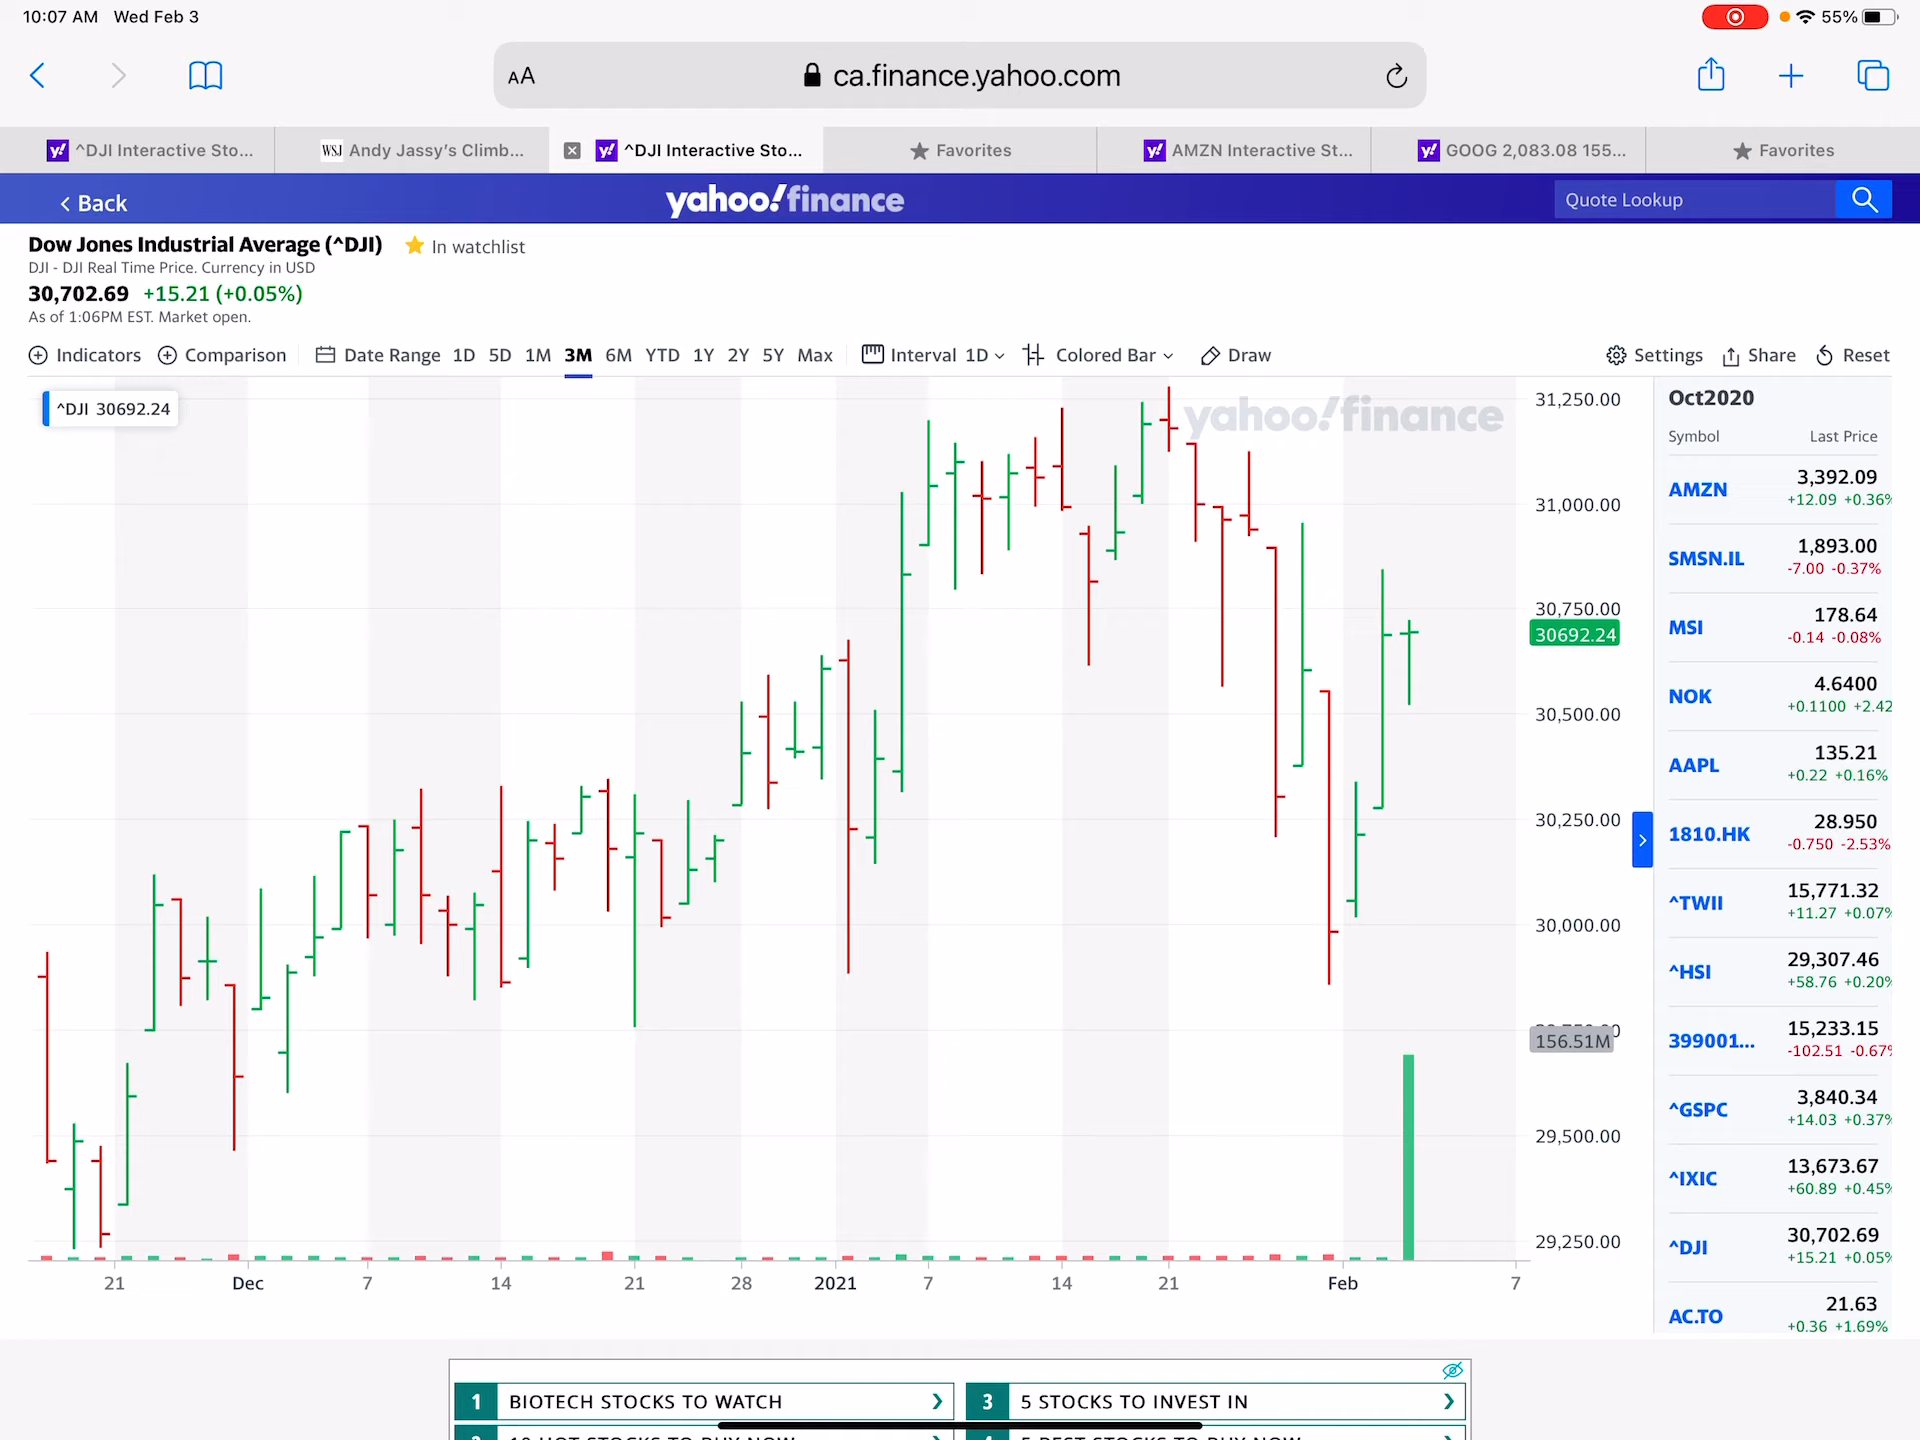 10:07 AM Wed Feb 3
55%
AA ca.finance.yahoo.com
^DJI Interactive Sto... WSJ Andy Jassy's Climb... ^DJI Interactive Sto... Favorites AMZN Interactive St... GOOG 2,083.08 155... Favorites
Back
yahoo!finance
Quote Lookup
Dow Jones Industrial Average (^DJI) In watchlist
DJI - DJI Real Time Price. Currency in USD
30,702.69 +15.21 (+0.05%)
As of 1:06PM EST. Market open.
Indicators Comparison Date Range 1D 5D 1M 3M 6M YTD 1Y 2Y 5Y Max Interval 1D Colored Bar Draw Settings Share Reset
^DJI 30692.24
yahoo!finance
31,250.00
31,000.00
30,750.00
30692.24
30,500.00
30,250.00
30,000.00
156.51M
29,500.00
29,250.00
21 Dec 7 14 21 28 2021 7 14 21 Feb 7
Oct2020
Symbol Last Price
AMZN 3,392.09
+12.09 +0.36%
SMSN.IL 1,893.00
-7.00 -0.37%
MSI 178.64
-0.14 -0.08%
NOK 4.6400
+0.1100 +2.42
AAPL 135.21
+0.22 +0.16%
1810.HK 28.950
-0.750 -2.53%
^TWII 15,771.32
+11.27 +0.07%
^HSI 29,307.46
+58.76 +0.20%
399001... 15,233.15
-102.51 -0.67%
^GSPC 3,840.34
+14.03 +0.37%
^IXIC 13,673.67
+60.89 +0.45%
^DJI 30,702.69
+15.21 +0.05%
AC.TO 21.63
+0.36 +1.69%
1 BIOTECH STOCKS TO WATCH
3 5 STOCKS TO INVEST IN